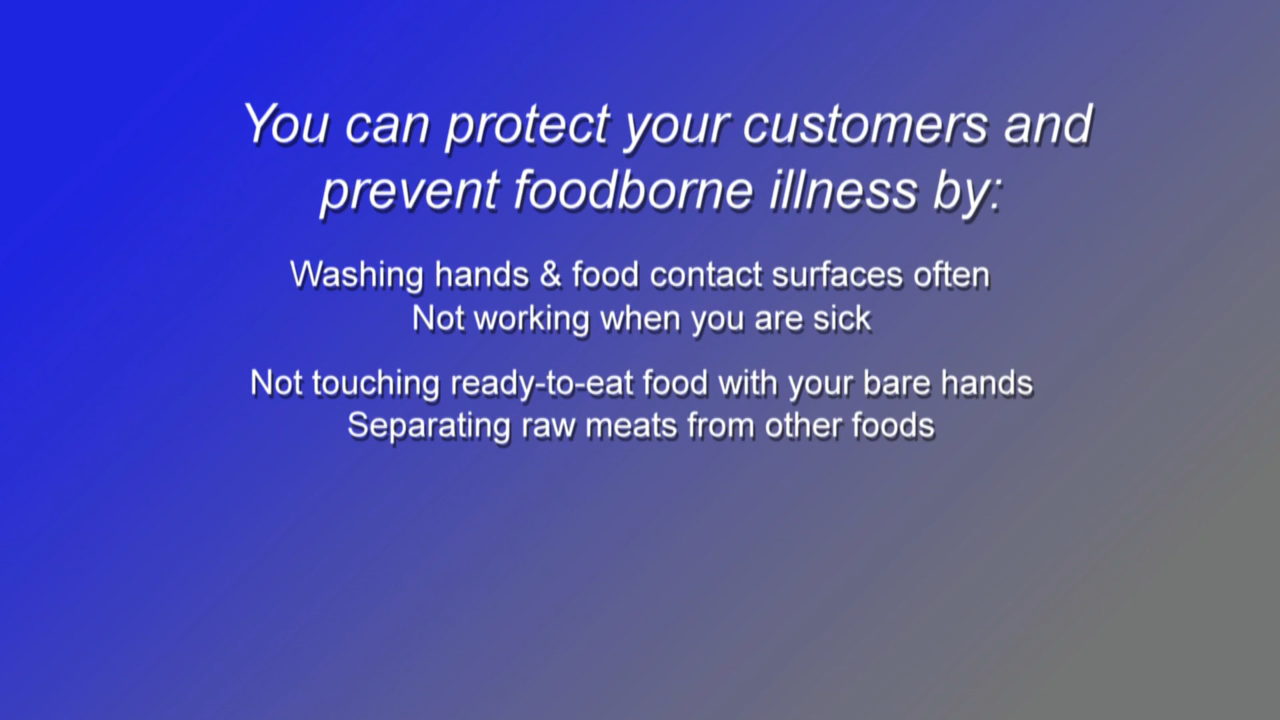 You can protect your customers and
prevent foodborne illness by:
Washing hands & food contact surfaces often
Not working when you are sick
Not touching ready-to-eat food with your bare hands
Separating raw meats from other foods